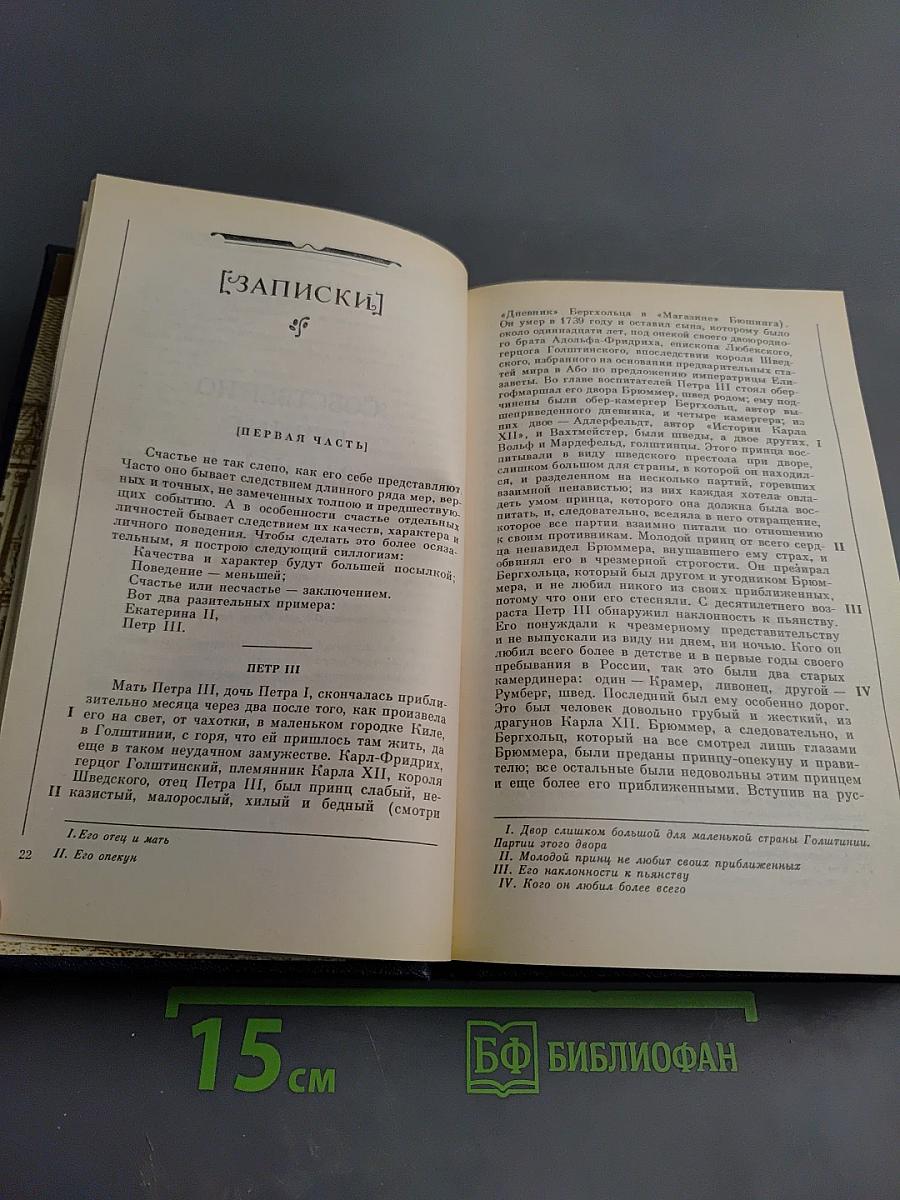 [ЗАПИСКИ]
[ПЕРВАЯ ЧАСТЬ]
Счастье не так слепо, как его себе представляют.
Часто оно бывает следствием длинного ряда мер, вер-
ных и точных, не замеченных толпою и предшествую-
щих событию. А в особенности счастье отдельных
личностей бывает следствием их качеств, характера и
личного поведения. Чтобы сделать это более осяза-
тельным, я построю следующий силлогизм:
Качества и характер будут большей посылкой;
Поведение — меньшей;
Счастье или несчастье — заключением.
Вот два разительных примера:
Екатерина II,
Петр III.
ПЕТР III
Мать Петра III, дочь Петра I, скончалась прибли-
зительно месяца через два после того, как произвела
I его на свет, от чахотки, в маленьком городке Киле,
в Голштинии, с горя, что ей пришлось там жить, да
еще в таком неудачном замужестве. Карл-Фридрих,
герцог Голштинский, племянник Карла XII, короля
Шведского, отец Петра III, был принц слабый, не-
II казистый, малорослый, хилый и бедный (смотри
I. Его отец и мать
22 II. Его опекун
«Дневник» Бергхольца в «Магазине» Бюшинга).
Он умер в 1739 году и оставил сына, которому было
около одиннадцати лет, под опекой своего двоюродно-
го брата Адольфа-Фридриха, епископа Любекского,
герцога Голштинского, впоследствии короля Швед-
ского, избранного на основании предварительных ста-
тей мира в Або по предложению императрицы Ели-
заветы. Во главе воспитателей Петра III стоял обер-
гофмаршал его двора Брюммер, швед родом; ему под-
чинены были обер-камергер Бергхольц, автор вы-
шеприведенного дневника, и четыре камергера; из
них двое — Адлерфельдт, автор «Истории Карла
XII», и Вахтмейстер, были шведы, а двое других, I
Вольф и Мардефельд, голштинцы. Этого принца вос-
питывали в виду шведского престола при дворе,
слишком большом для страны, в которой он находил-
ся, и разделенном на несколько партий, горевших
взаимной ненавистью; из них каждая хотела овла-
деть умом принца, которого она должна была вос-
питать, и, следовательно, вселяла в него отвращение,
которое все партии взаимно питали по отношению
к своим противникам. Молодой принц от всего серд- II
ца ненавидел Брюммера, внушавшего ему страх, и
обвинял его в чрезмерной строгости. Он презирал
Бергхольца, который был другом и угодником Брюм-
мера, и не любил никого из своих приближенных,
потому что они его стесняли. С десятилетнего воз- III
раста Петр III обнаружил наклонность к пьянству.
Его понуждали к чрезмерному представительству
и не выпускали из виду ни днем, ни ночью. Кого он
любил всего более в детстве и в первые годы своего
пребывания в России, так это были два старых
камердинера: один — Крамер, ливонец, другой — IV
Румберг, швед. Последний был ему особенно дорог.
Это был человек довольно грубый и жесткий, из
драгунов Карла XII. Брюммер, а следовательно, и
Бергхольц, который на все смотрел лишь глазами
Брюммера, были преданы принцу-опекуну и прави-
телю; все остальные были недовольны этим принцем
и еще более его приближенными. Вступив на рус-
I. Двор слишком большой для маленькой страны Голштинии.
Партии этого двора
II. Молодой принц не любит своих приближенных
III. Его наклонности к пьянству
IV. Кого он любил более всего
15 см
БФ БИБЛИОФАН